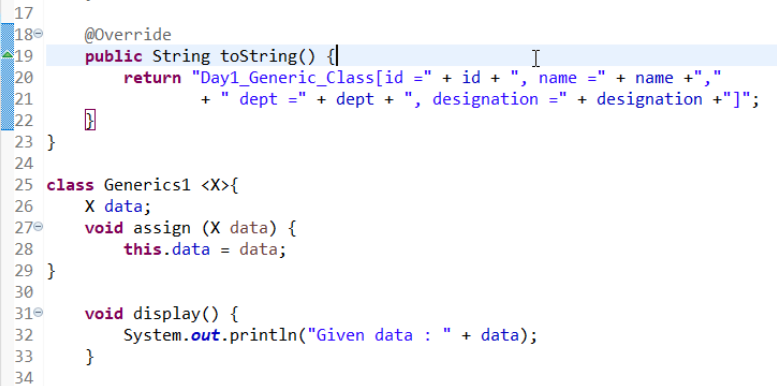 17
18 @Override
19 public String toString() {
20 return "Day1_Generic_Class[id =" + id + ", name =" + name +","
21 + " dept =" + dept + ", designation =" + designation +"]";
22 }
23 }
24
25 class Generics1 <X>{
26 X data;
27 void assign (X data) {
28 this.data = data;
29 }
30
31 void display() {
32 System.out.println("Given data : " + data);
33 }
34